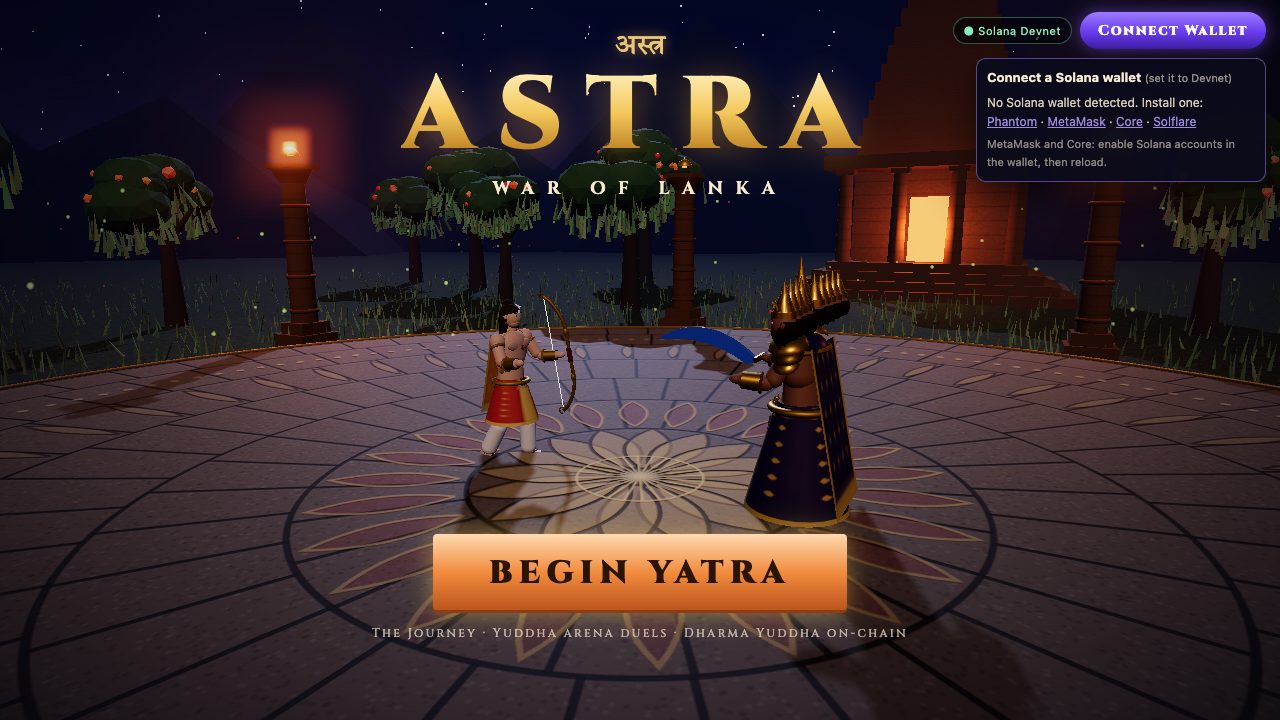 अस्त्र
ASTRA
WAR OF LANKA
Solana Devnet
CONNECT WALLET
Connect a Solana wallet (set it to Devnet)
No Solana wallet detected. Install one:
Phantom · MetaMask · Core · Solflare
MetaMask and Core: enable Solana accounts in
the wallet, then reload.
BEGIN YATRA
The Journey · Yuddha arena duels · Dharma Yuddha on-chain